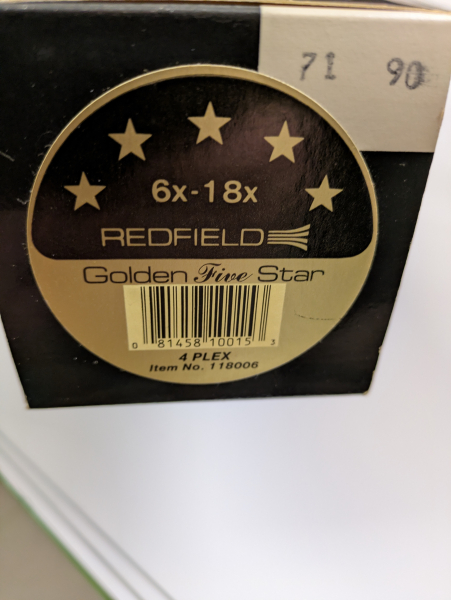 71 90
6x-18x
REDFIELD
Golden Five Star
0 81458 10015 3
4 PLEX
Item No. 118006